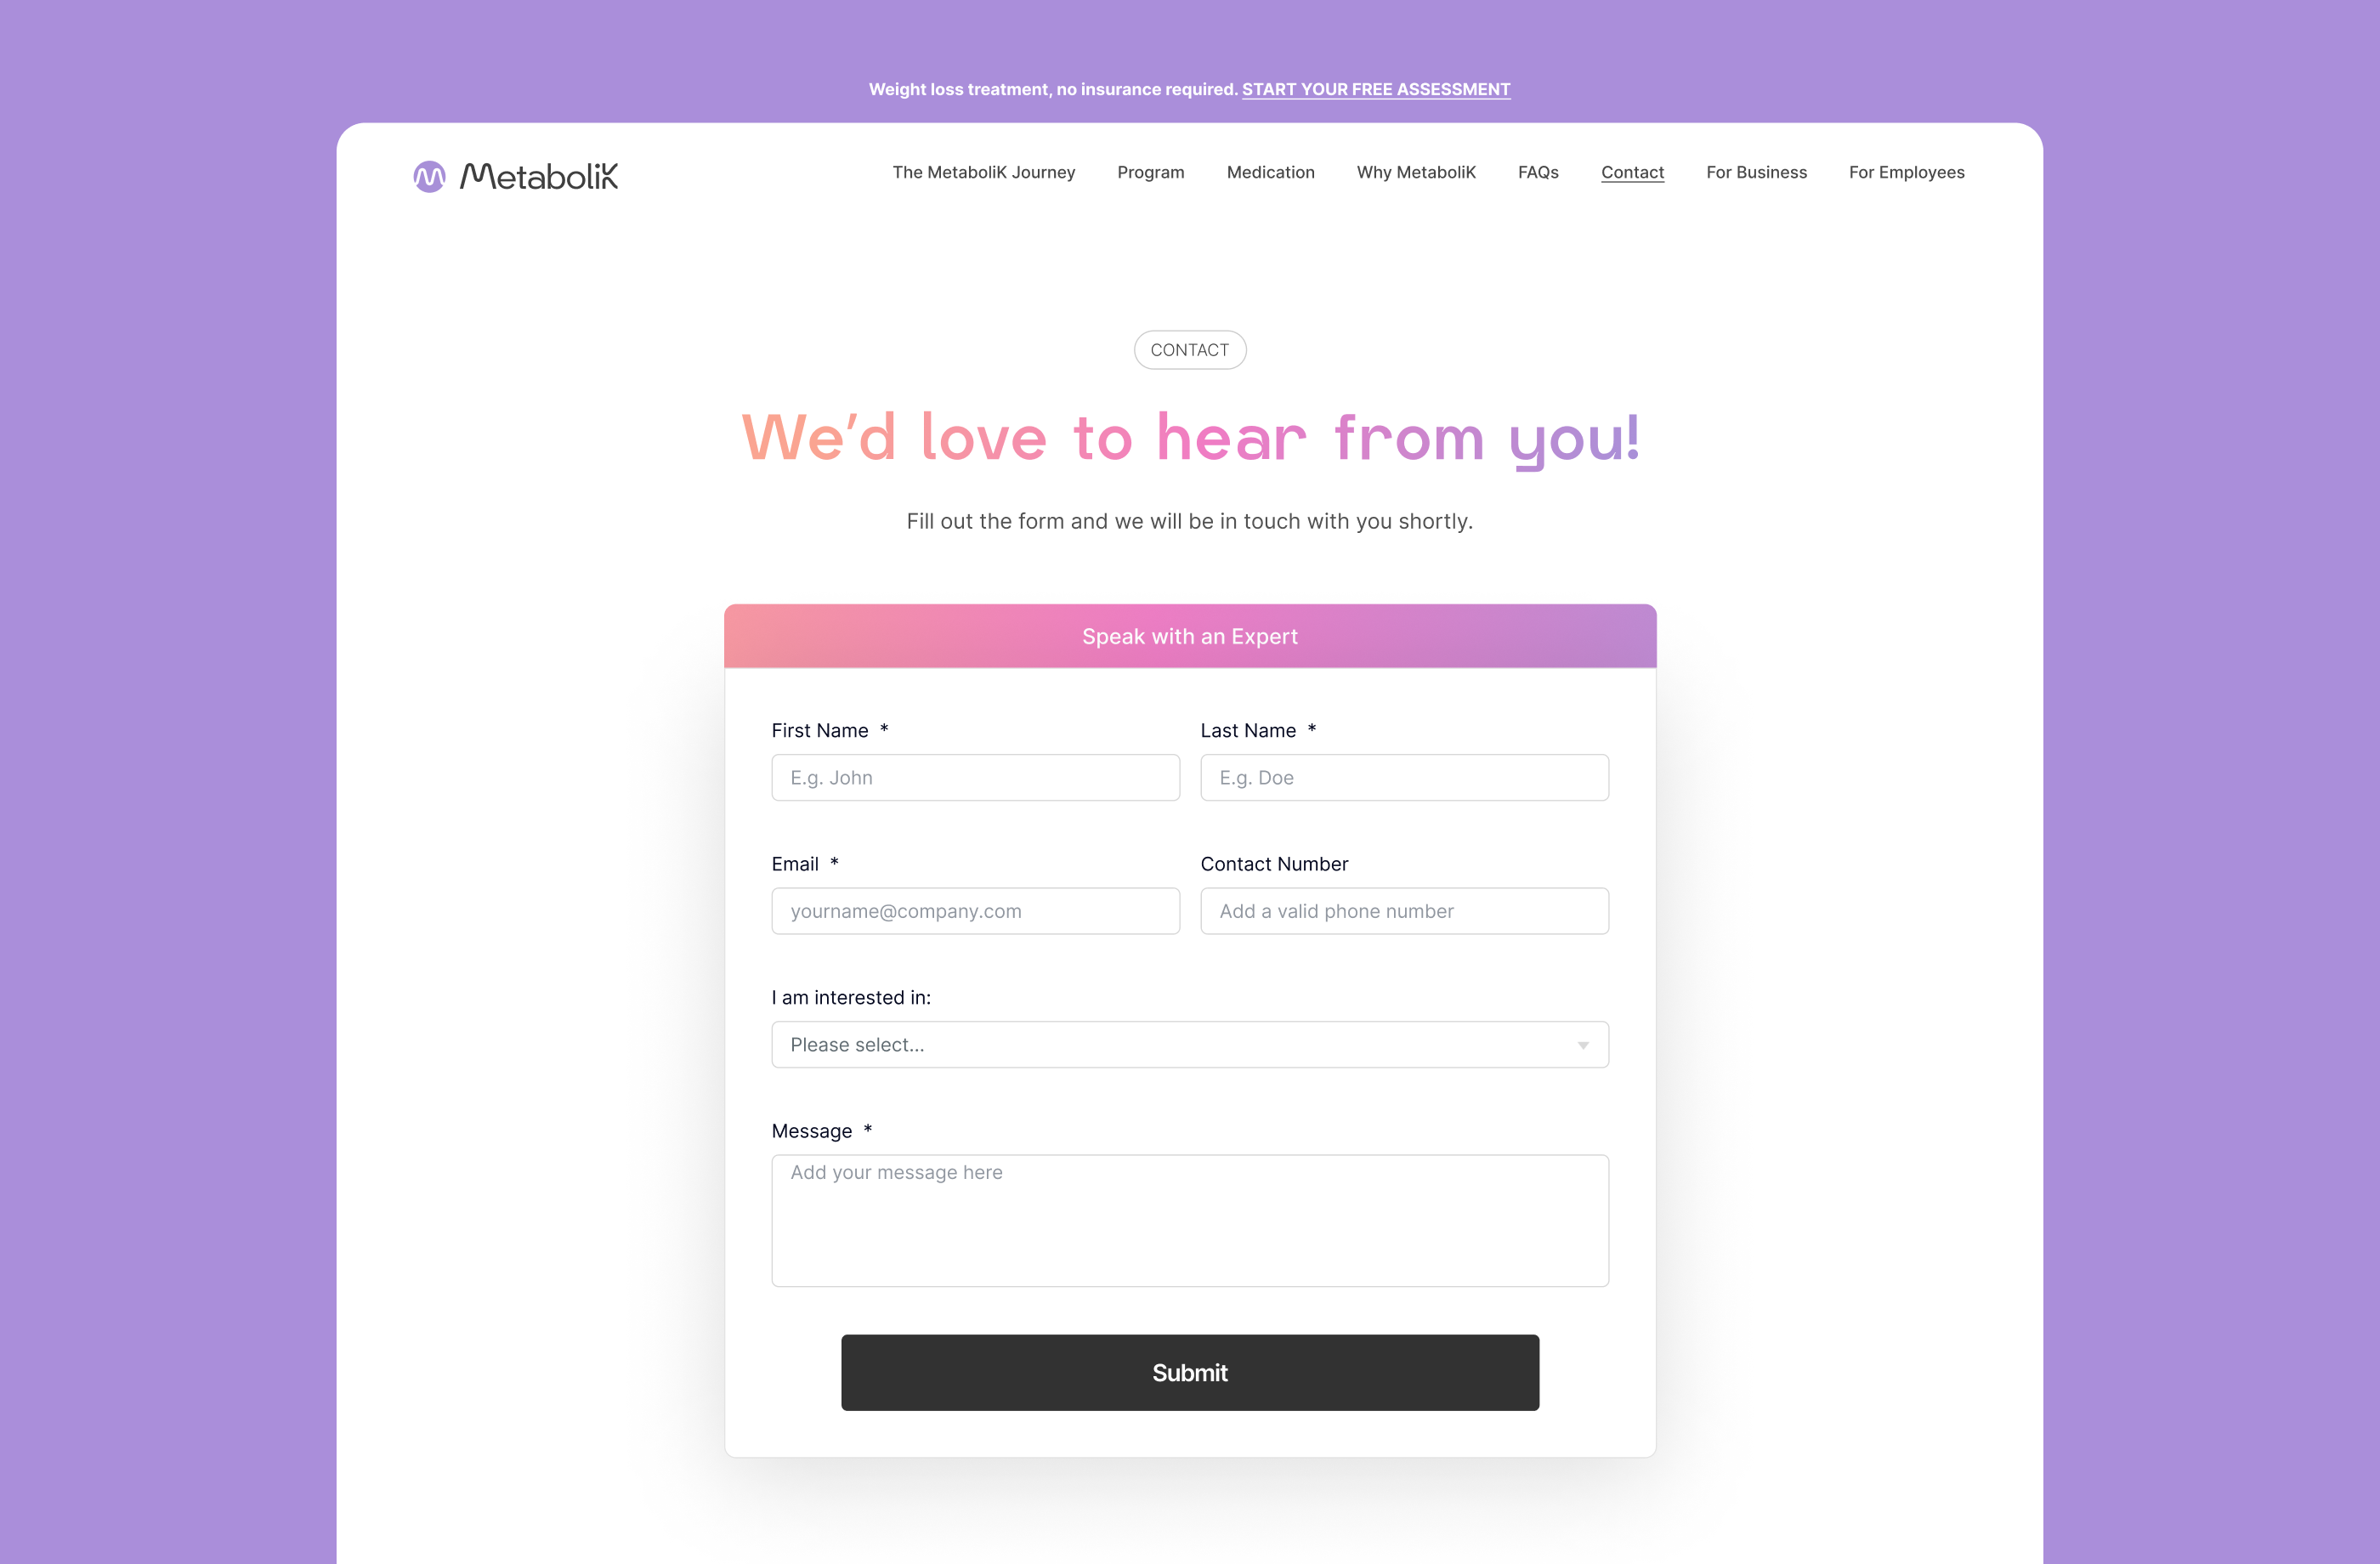 Weight loss treatment, no insurance required. START YOUR FREE ASSESSMENT
MetaboliK
The MetaboliK Journey Program Medication Why MetaboliK FAQs Contact For Business For Employees
CONTACT
We’d love to hear from you!
Fill out the form and we will be in touch with you shortly.
Speak with an Expert
First Name * Last Name *
E.g. John E.g. Doe
Email * Contact Number
yourname@company.com Add a valid phone number
I am interested in:
Please select...
Message *
Add your message here
Submit